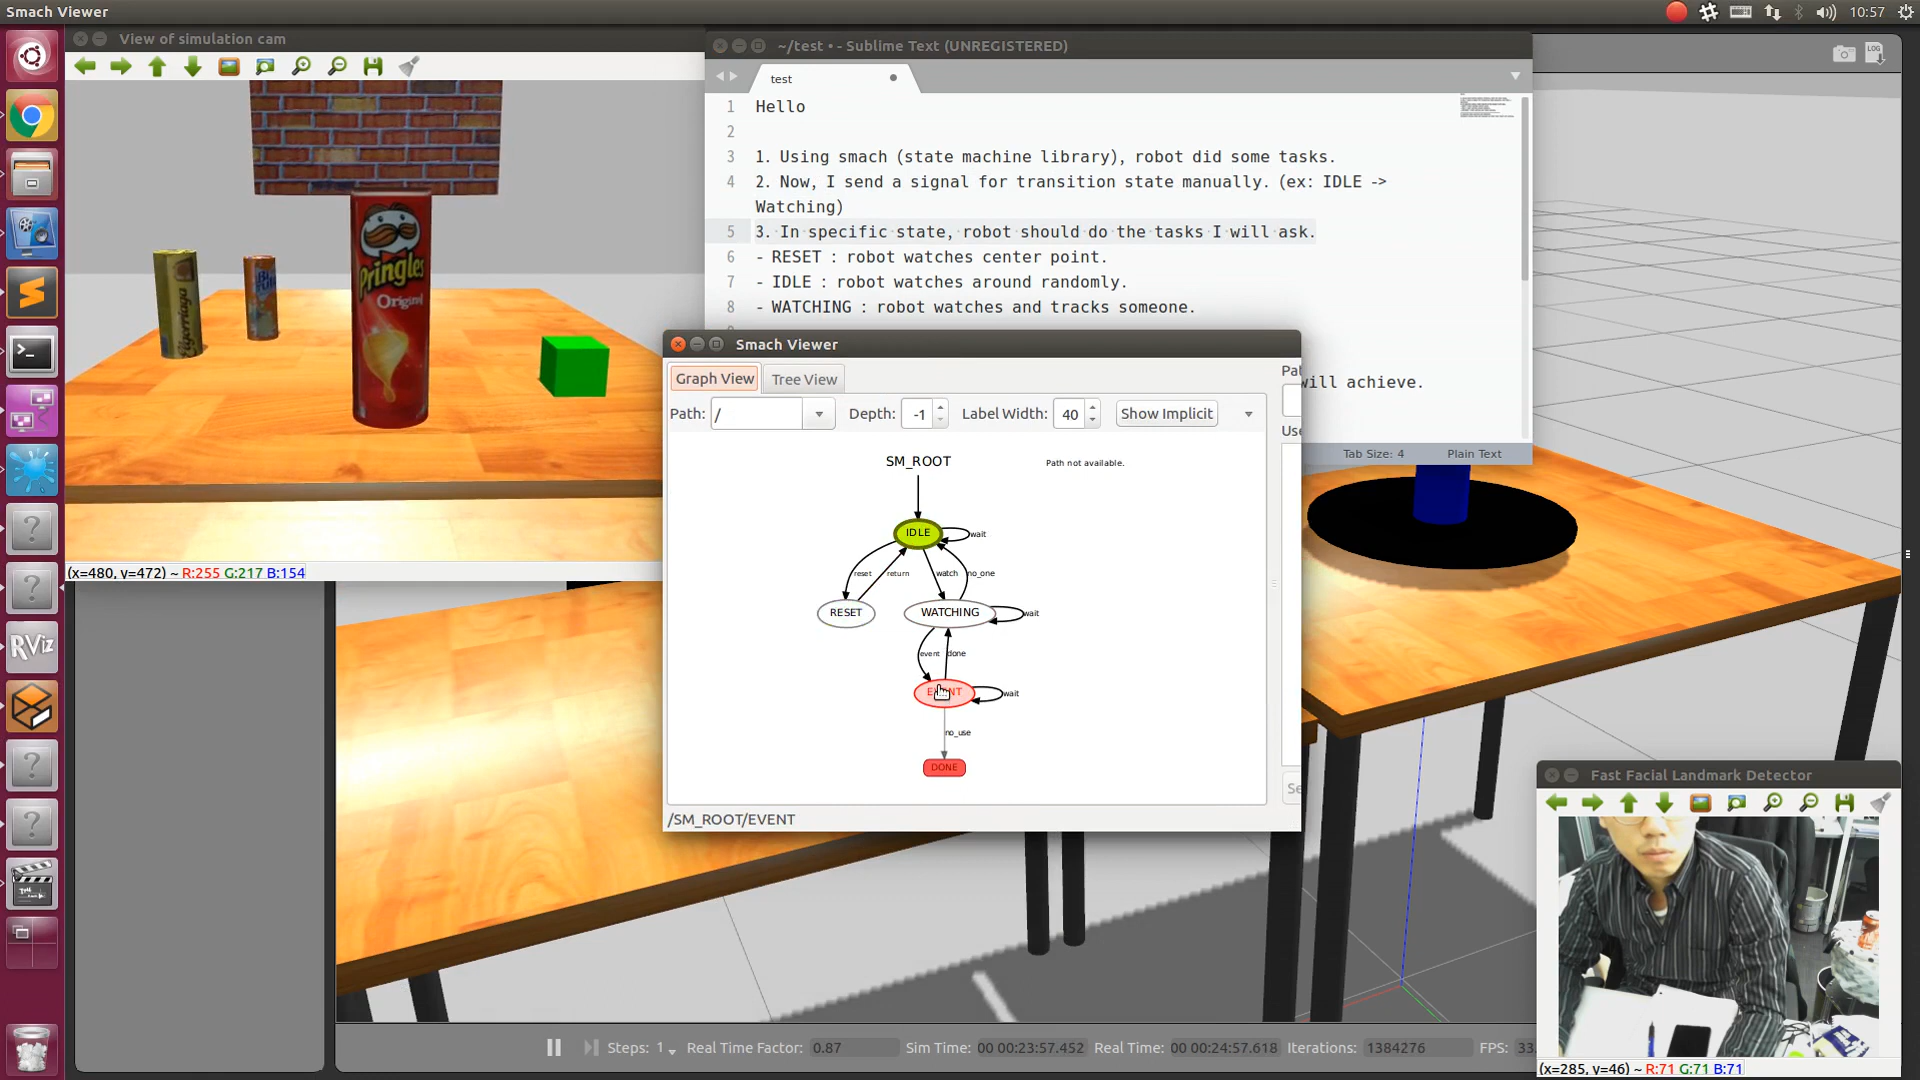 Smach Viewer
10:57
View of simulation cam
~/test • - Sublime Text (UNREGISTERED)
test
1 Hello
2
3 1. Using smach (state machine library), robot did some tasks.
4 2. Now, I send a signal for transition state manually. (ex: IDLE ->
Watching)
5 3. In specific state, robot should do the tasks I will ask.
6 - RESET : robot watches center point.
7 - IDLE : robot watches around randomly.
8 - WATCHING : robot watches and tracks someone.
will achieve.
Tab Size: 4 Plain Text
Pringles
Original
(x=480, y=472) ~ R:255 G:217 B:154
Smach Viewer
Graph View Tree View
Path: / Depth: -1 Label Width: 40 Show Implicit
SM_ROOT
Path not available.
IDLE
wait
reset return watch no_one
RESET WATCHING wait
event done
EVENT wait
no_use
DONE
/SM_ROOT/EVENT
RViz
LOG
Fast Facial Landmark Detector
(x=285, y=46) ~ R:71 G:71 B:71
Steps: 1 Real Time Factor: 0.87 Sim Time: 00 00:23:57.452 Real Time: 00 00:24:57.618 Iterations: 1384276 FPS: 33.